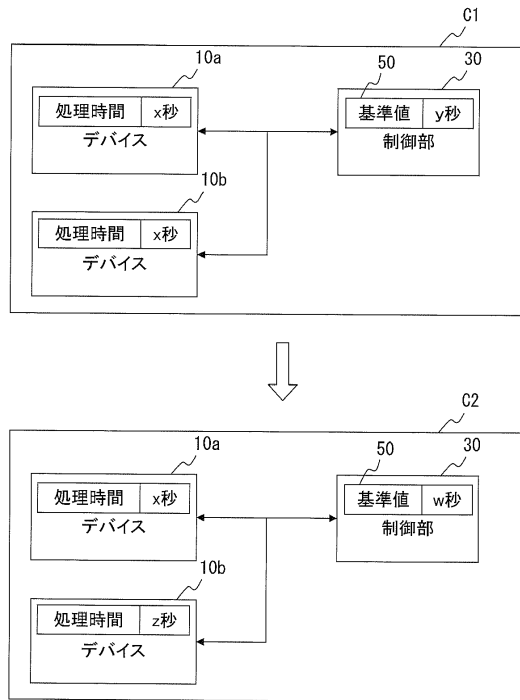 C1
10a
50
30
処理時間 x秒
デバイス
基準値 y秒
制御部
10b
処理時間 x秒
デバイス
C2
10a
50
30
処理時間 x秒
デバイス
基準値 w秒
制御部
10b
処理時間 z秒
デバイス